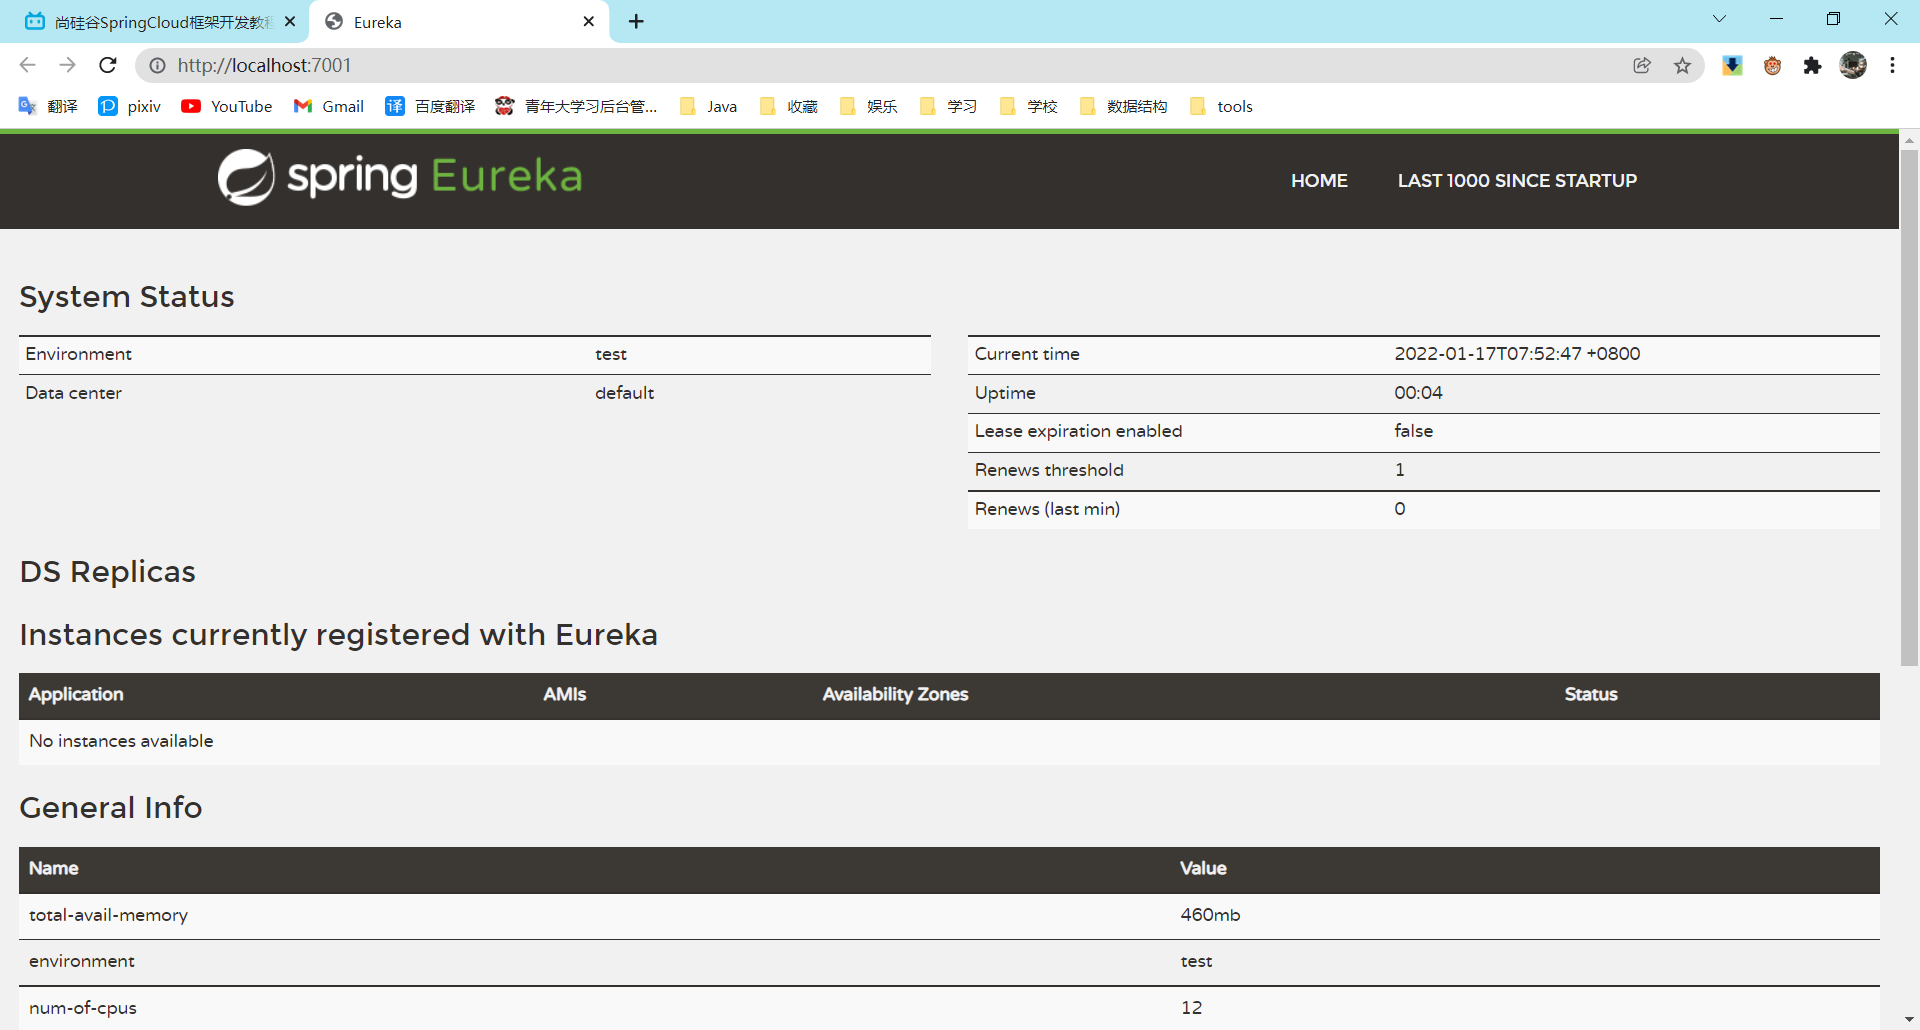 尚硅谷SpringCloud框架开发教程
Eureka
http://localhost:7001
翻译
pixiv
YouTube
Gmail
译
百度翻译
青年大学习后台管...
Java
收藏
娱乐
学习
学校
数据结构
tools
spring Eureka
HOME
LAST 1000 SINCE STARTUP
System Status
Environment test
Data center default
Current time 2022-01-17T07:52:47 +0800
Uptime 00:04
Lease expiration enabled false
Renews threshold 1
Renews (last min) 0
DS Replicas
Instances currently registered with Eureka
Application AMIs Availability Zones Status
No instances available
General Info
Name Value
total-avail-memory 460mb
environment test
num-of-cpus 12